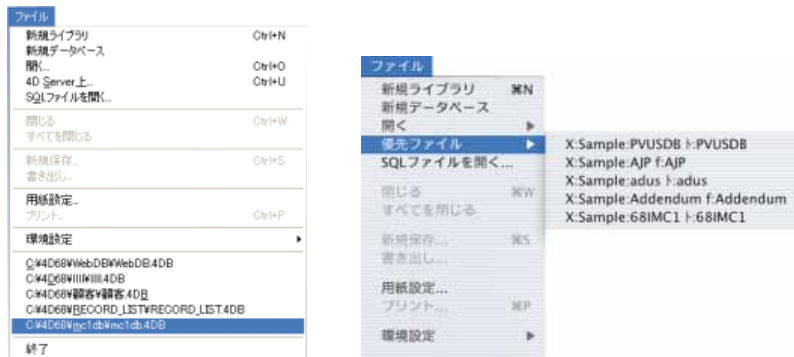 ファイル
新規ライブラリ Ctrl+N
新規データベース
開く... Ctrl+O
4D Server上... Ctrl+U
SQLファイルを開く...
閉じる Ctrl+W
すべてを閉じる
新規保存... Ctrl+S
書き出し...
用紙設定...
プリント... Ctrl+P
環境設定
C:¥4D68¥WebDB¥WebDB.4DB
C:¥4D68¥llll¥llll.4DB
C:¥4D68¥顧客¥顧客.4DB
C:¥4D68¥RECORD_LIST¥RECORD_LIST.4DB
C:¥4D68¥mc1db¥mc1db.4DB
終了
ファイル
新規ライブラリ ⌘N
新規データベース
開く
優先ファイル
SQLファイルを開く...
閉じる ⌘W
すべてを閉じる
新規保存... ⌘S
書き出し...
用紙設定...
プリント... ⌘P
環境設定
X:Sample:PVUSDB ﾄ:PVUSDB
X:Sample:AJP f:AJP
X:Sample:adus ﾄ:adus
X:Sample:Addendum f:Addendum
X:Sample:68IMC1 ﾄ:68IMC1